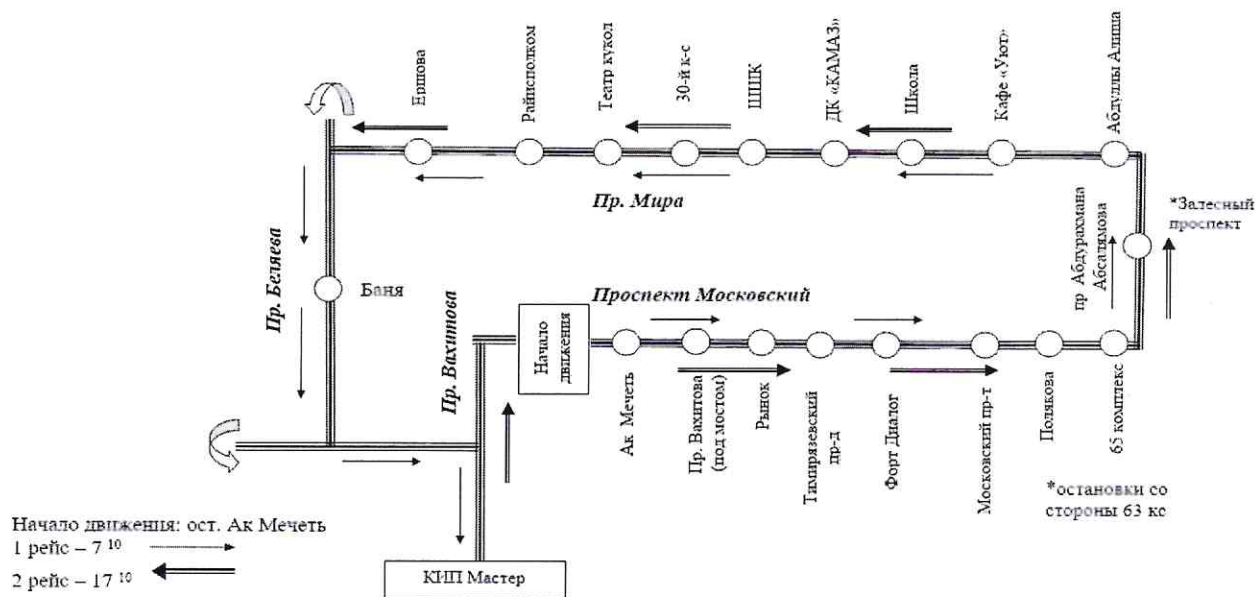 Ершова
Райисполком
Театр кукол
30-й к-с
ШШК
ДК «КАМАЗ»
Школа
Кафе «Уют»
Абдуллы Алиша
Пр. Мира
*Залесный
проспект
пр Абдурахмана
Абсалямова
Пр. Беляева
Баня
Пр. Вахитова
Проспект Московский
Начало
движения
Ак Мечеть
Пр. Вахитова
(под мостом)
Рынок
Тимирязевский
пр-д
Форт Диалог
Московский пр-т
Полякова
65 комплекс
*остановки со
стороны 63 кс
Начало движения: ост. Ак Мечеть
1 рейс – 7 10
2 рейс – 17 10
КИП Мастер